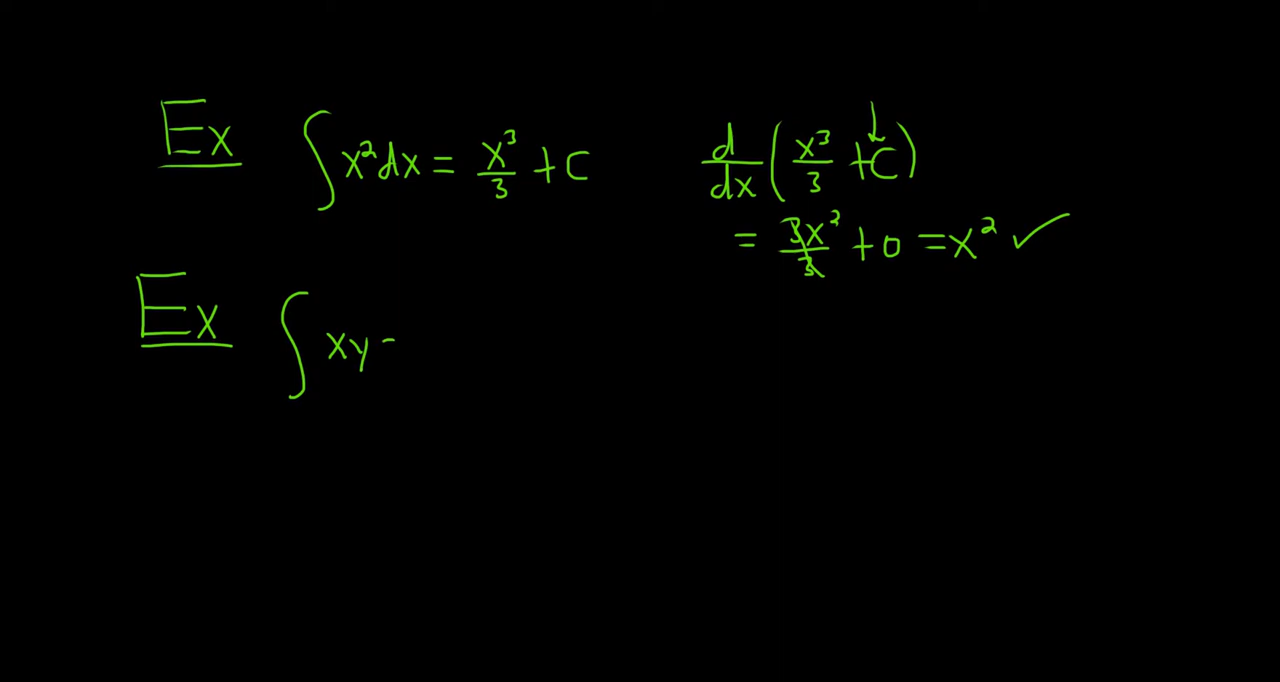 Ex ∫x²dx = x³/3 + C
d/dx (x³/3 + C)
= 3x²/3 + 0 = x² ✓
Ex ∫xy -